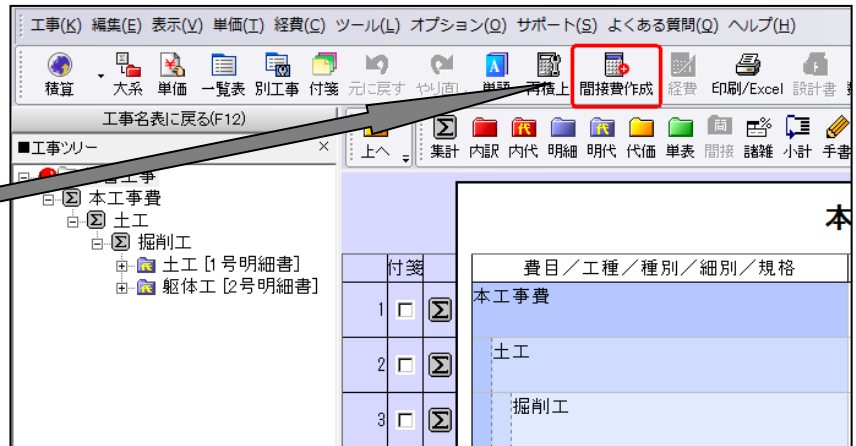 工事(K) 編集(E) 表示(V) 単価(T) 経費(C) ツール(L) オプション(O) サポート(S) よくある質問(Q) ヘルプ(H)
積算 大系 単価 一覧表 別工事 付箋 元に戻す やり直し 単語 再積上 間接費作成 経費 印刷/Excel 設計書
工事名表に戻る(F12)
■工事ツリー ×
上へ 集計 内訳 内代 明細 明代 代価 単表 間接 諸雑 小計 手書
工事
本工事費
土工
掘削工
土工 [1号明細書]
躯体工 [2号明細書]
本
付箋 費目／工種／種別／細別／規格
1 本工事費
2 土工
3 掘削工